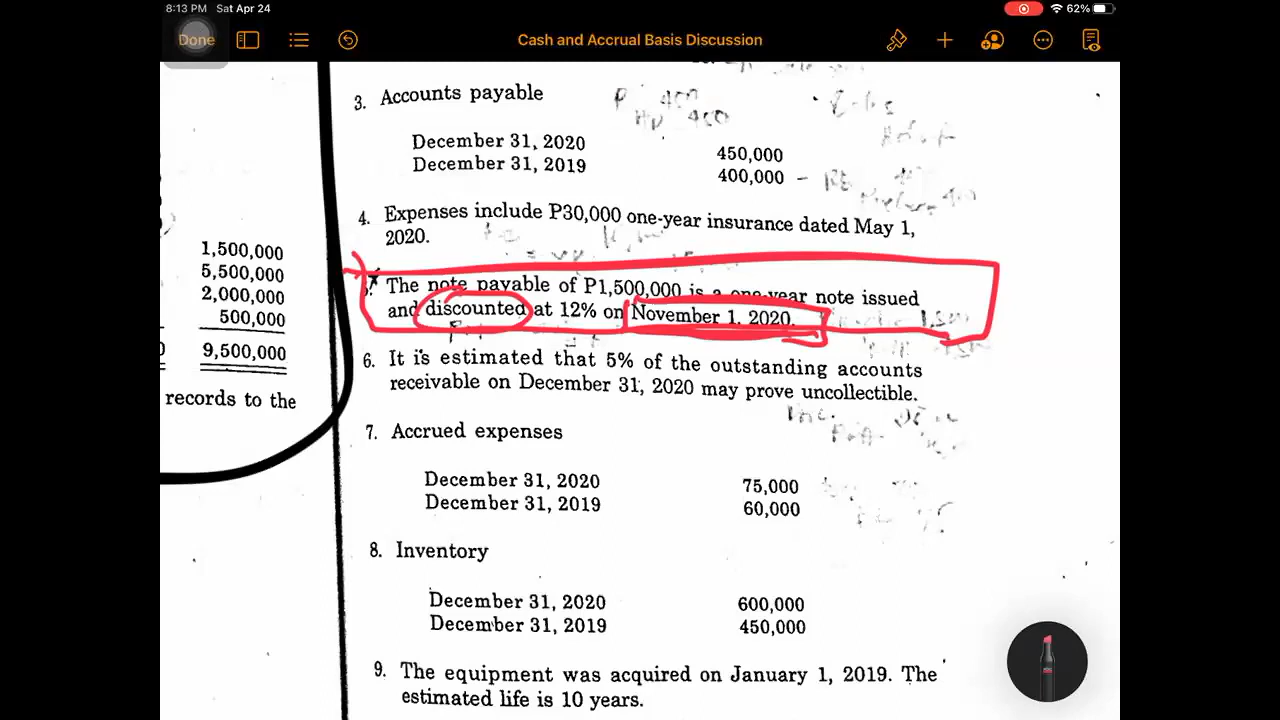 8:13 PM Sat Apr 24
62%
Done
Cash and Accrual Basis Discussion
3. Accounts payable
December 31, 2020 450,000
December 31, 2019 400,000
4. Expenses include P30,000 one-year insurance dated May 1,
2020.
1,500,000
5,500,000
2,000,000
500,000
9,500,000
records to the
The note payable of P1,500,000 is a one-year note issued
and discounted at 12% on November 1, 2020.
6. It is estimated that 5% of the outstanding accounts
receivable on December 31, 2020 may prove uncollectible.
7. Accrued expenses
December 31, 2020 75,000
December 31, 2019 60,000
8. Inventory
December 31, 2020 600,000
December 31, 2019 450,000
9. The equipment was acquired on January 1, 2019. The
estimated life is 10 years.